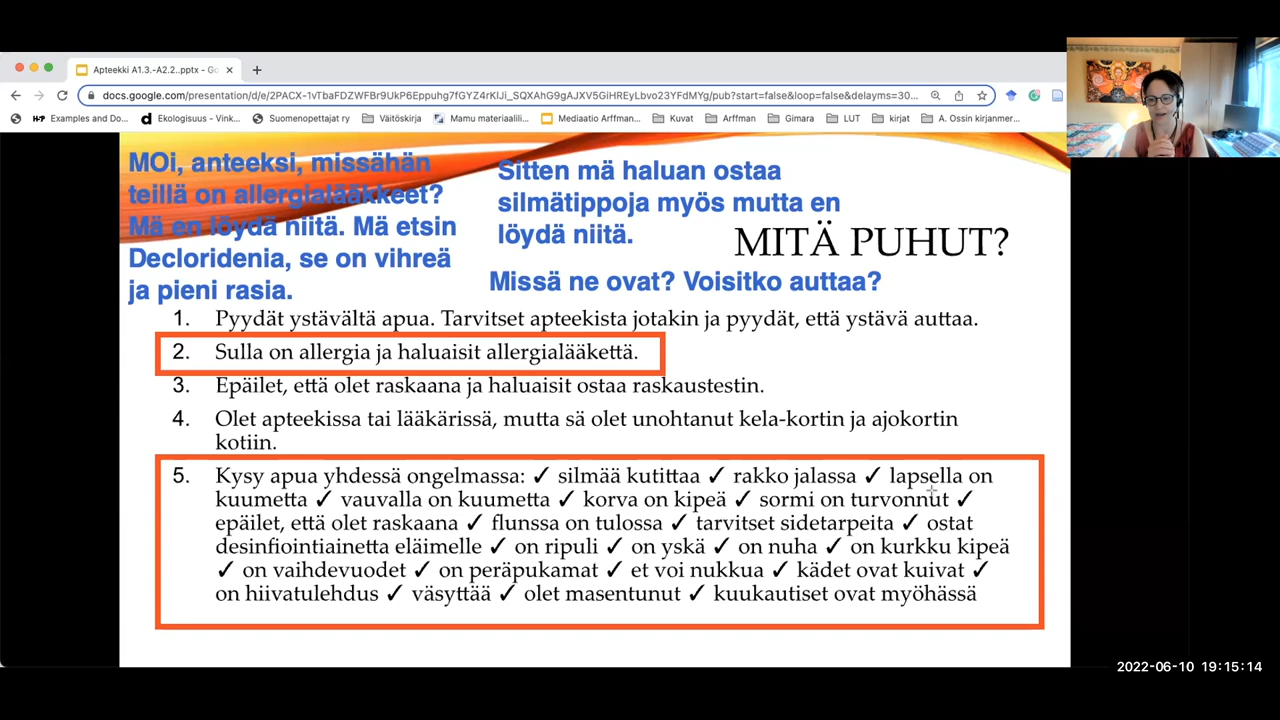 Apteekki A1.3.-A2.2..pptx - Go
docs.google.com/presentation/d/e/2PACX-1vTbaFDZWFBr9UkP6Eppuhg7fGYZ4rKIJi_SQXAhG9gAJXV5GiHREyLbvo23YFdMYg/pub?start=false&loop=false&delayms=30...
Examples and Do...
Ekologisuus - Vink...
Suomenopettajat ry
Väitöskirja
Mamu materiaalii...
Mediaatio Arffman...
Kuvat
Arffman
Gimara
LUT
kirjat
A. Ossin kirjanmer...
MOi, anteeksi, missähän
teillä on allergialääkkeet?
Mä en löydä niitä. Mä etsin
Decloridenia, se on vihreä
ja pieni rasia.
Sitten mä haluan ostaa
silmätippoja myös mutta en
löydä niitä.
Missä ne ovat? Voisitko auttaa?
MITÄ PUHUT?
1. Pyydät ystävältä apua. Tarvitset apteekista jotakin ja pyydät, että ystävä auttaa.
2. Sulla on allergia ja haluaisit allergialääkettä.
3. Epäilet, että olet raskaana ja haluaisit ostaa raskaustestin.
4. Olet apteekissa tai lääkärissä, mutta sä olet unohtanut kela-kortin ja ajokortin
kotiin.
5. Kysy apua yhdessä ongelmassa: ✓ silmää kutittaa ✓ rakko jalassa ✓ lapsella on
kuumetta ✓ vauvalla on kuumetta ✓ korva on kipeä ✓ sormi on turvonnut ✓
epäilet, että olet raskaana ✓ flunssa on tulossa ✓ tarvitset sidetarpeita ✓ ostat
desinfiointiainetta eläimelle ✓ on ripuli ✓ on yskä ✓ on nuha ✓ on kurkku kipeä
✓ on vaihdevuodet ✓ on peräpukamat ✓ et voi nukkua ✓ kädet ovat kuivat ✓
on hiivatulehdus ✓ väsyttää ✓ olet masentunut ✓ kuukautiset ovat myöhässä
2022-06-10 19:15:14